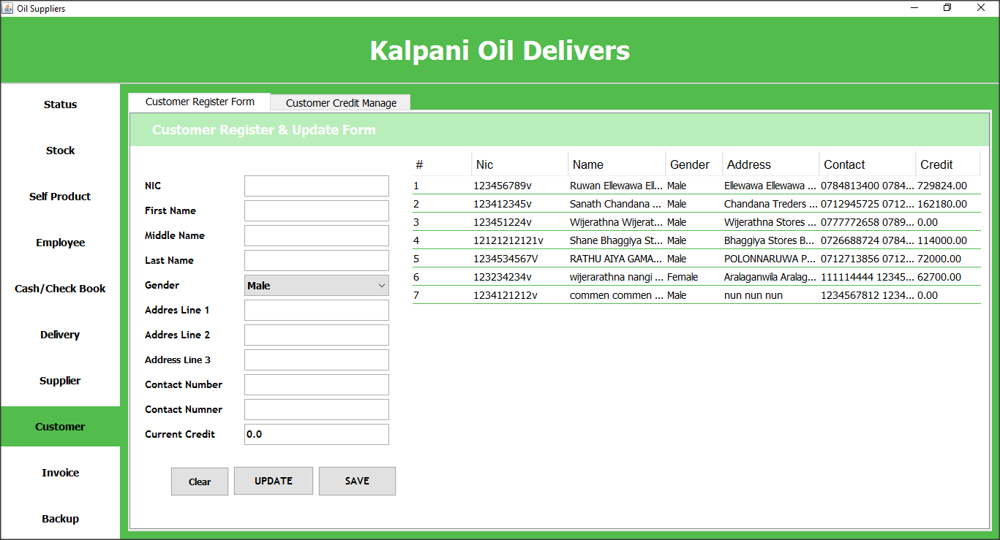 Oil Suppliers
Kalpani Oil Delivers
Status
Stock
Self Product
Employee
Cash/Check Book
Delivery
Supplier
Customer
Invoice
Backup
Customer Register Form Customer Credit Manage
Customer Register & Update Form
NIC
First Name
Middle Name
Last Name
Gender Male
Addres Line 1
Addres Line 2
Address Line 3
Contact Number
Contact Numner
Current Credit 0.0
Clear UPDATE SAVE
# Nic Name Gender Address Contact Credit
1 123456789v Ruwan Ellewawa Ell... Male Ellewawa Ellewawa ... 0784813400 0784... 729824.00
2 123412345v Sanath Chandana ... Male Chandana Treders ... 0712945725 0712... 162180.00
3 123451224v Wijerathna Wijerat... Male Wijerathna Stores ... 0777772658 0789... 0.00
4 12121212121v Shane Bhaggiya St... Male Bhaggiya Stores B... 0726688724 0784... 114000.00
5 1234534567V RATHU AIYA GAMA... Male POLONNARUWA P... 0712713856 0712... 72000.00
6 123234234v wijerarathna nangi ... Female Aralaganwila Aralag... 111114444 12345... 62700.00
7 1234121212v commen commen ... Male nun nun nun 1234567812 1234... 0.00